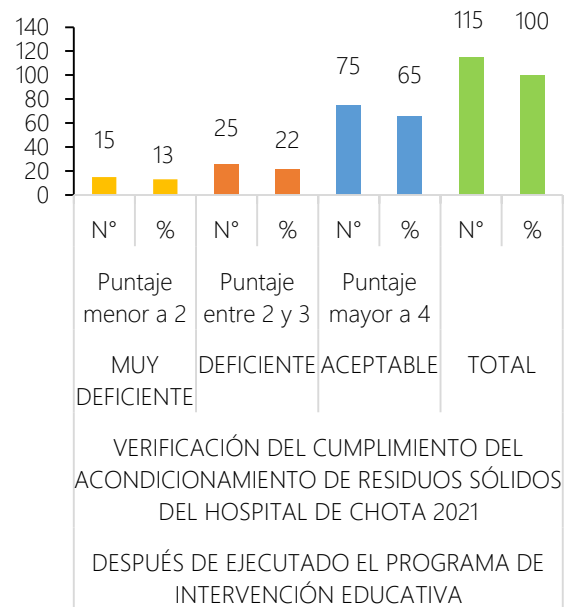 140
120
100
80
60
40
20
0
15
13
25
22
75
65
115
100
N° % N° % N° % N° %
Puntaje menor a 2
Puntaje entre 2 y 3
Puntaje mayor a 4
MUY DEFICIENTE
DEFICIENTE
ACEPTABLE
TOTAL
VERIFICACIÓN DEL CUMPLIMIENTO DEL
ACONDICIONAMIENTO DE RESIDUOS SÓLIDOS
DEL HOSPITAL DE CHOTA 2021
DESPUÉS DE EJECUTADO EL PROGRAMA DE
INTERVENCIÓN EDUCATIVA